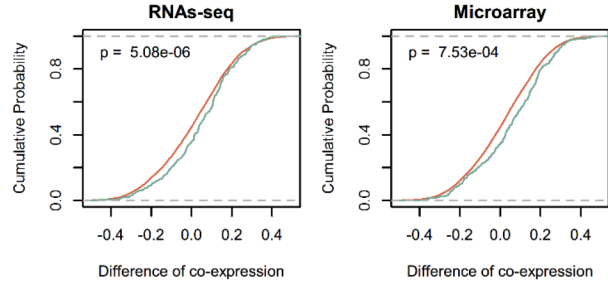 RNAs-seq
Cumulative Probability
0.0 0.4 0.8
p = 5.08e-06
-0.4 -0.2 0.0 0.2 0.4
Difference of co-expression
Microarray
Cumulative Probability
0.0 0.4 0.8
p = 7.53e-04
-0.4 -0.2 0.0 0.2 0.4
Difference of co-expression